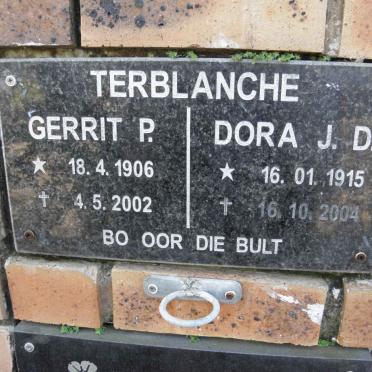 TERBLANCHE
GERRIT P. DORA J. D.
★ 18. 4. 1906 ★ 16. 01. 1915
✝ 4. 5. 2002 ✝ 16. 10. 2004
BO OOR DIE BULT